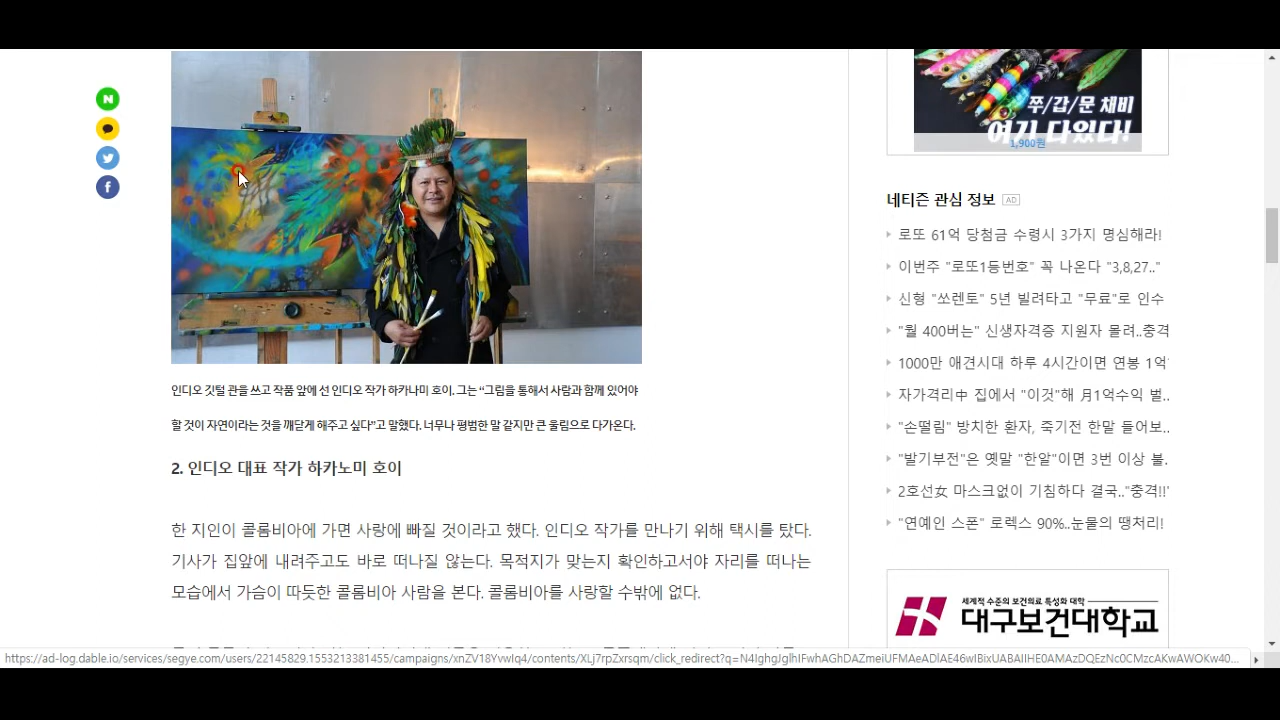 쭈/갑/문 채비
여기 다있다!
1,900원
N
f
인디오 깃털 관을 쓰고 작품 앞에 선 인디오 작가 하카나미 호이. 그는 “그림을 통해서 사람과 함께 있어야
할 것이 자연이라는 것을 깨닫게 해주고 싶다”고 말했다. 너무나 평범한 말 같지만 큰 울림으로 다가온다.
2. 인디오 대표 작가 하카노미 호이
한 지인이 콜롬비아에 가면 사랑에 빠질 것이라고 했다. 인디오 작가를 만나기 위해 택시를 탔다.
기사가 집앞에 내려주고도 바로 떠나질 않는다. 목적지가 맞는지 확인하고서야 자리를 떠나는
모습에서 가슴이 따듯한 콜롬비아 사람을 본다. 콜롬비아를 사랑할 수밖에 없다.
네티즌 관심 정보 AD
로또 61억 당첨금 수령시 3가지 명심해라!
이번주 "로또1등번호" 꼭 나온다 "3,8,27.."
신형 "쏘렌토" 5년 빌려타고 "무료"로 인수
"월 400버는" 신생자격증 지원자 몰려..충격
1000만 애견시대 하루 4시간이면 연봉 1억
자가격리中 집에서 "이것"해 月1억수익 벌..
"손떨림" 방치한 환자, 죽기전 한말 들어보..
"발기부전"은 옛말 "한알"이면 3번 이상 불.
2호선女 마스크없이 기침하다 결국.."충격!!"
"연예인 스폰" 로렉스 90%..눈물의 땡처리!
세계적 수준의 보건의료 특성화 대학
대구보건대학교
https://ad-log.dable.io/services/segye.com/users/22145829.1553213381455/campaigns/xnZV18YvwIq4/contents/XLj7rpZxrsqm/click_redirect?q=N4IghgJglhIFwhAGhDAZmeiUFMAeADlAE46wIBixUABAIIHE0AMAzDQEzNc0CMzcAKwAWOKw40...